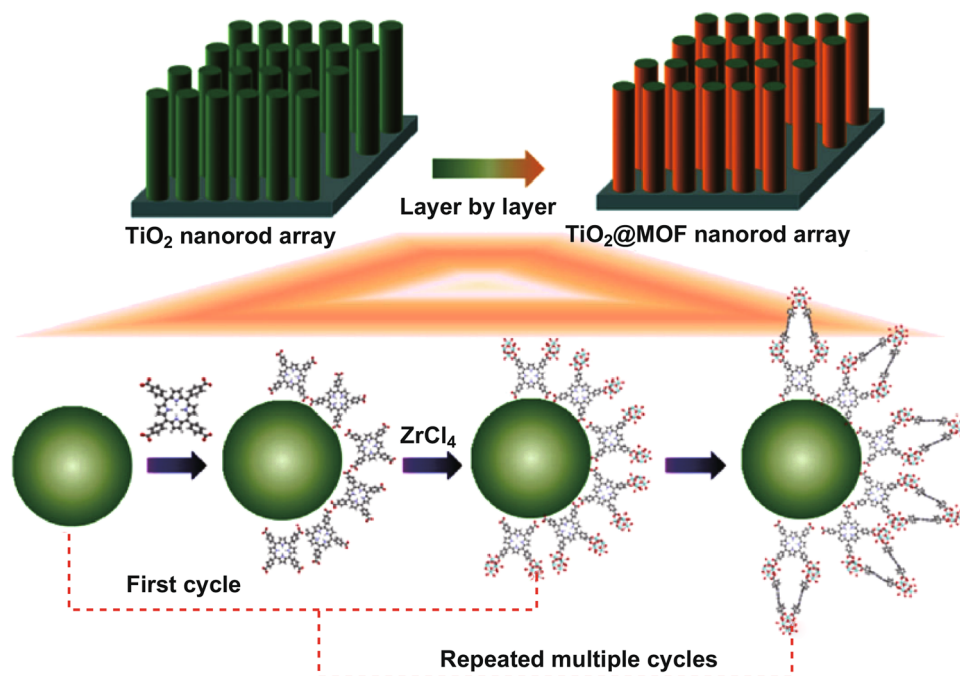 Layer by layer
TiO₂ nanorod array
TiO₂@MOF nanorod array
ZrCl₄
First cycle
Repeated multiple cycles